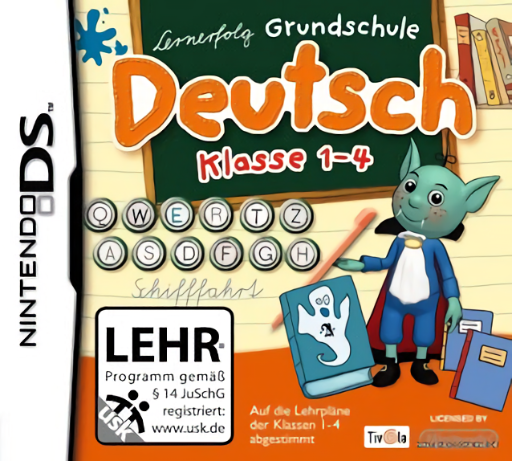 Lernerfolg Grundschule
Deutsch
Klasse 1-4
NINTENDO DS™
Q W E R T Z
A S D F G H
Schifffahrt
A
LEHR-
Programm gemäß
§ 14 JuSchG
registriert:
www.usk.de
USK
Auf die Lehrpläne
der Klassen 1-4
abgestimmt
Tivola
LICENSED BY